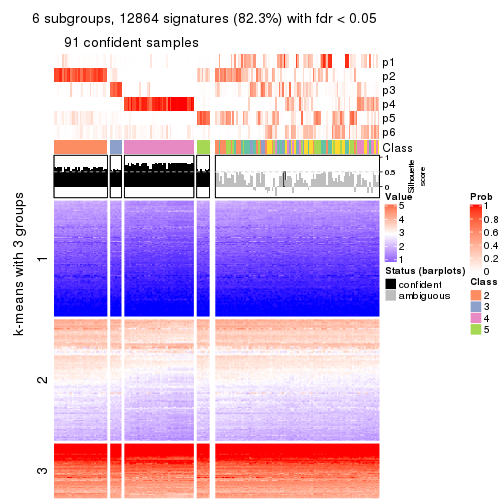 6 subgroups, 12864 signatures (82.3%) with fdr < 0.05
91 confident samples
p1
p2
p3
p4
p5
p6
Class
1
0.5
0
Silhouette
score
k-means with 3 groups
1
2
3
Value
5
4
3
2
1
Status (barplots)
confident
ambiguous
Prob
1
0.8
0.6
0.4
0.2
0
Class
2
3
4
5